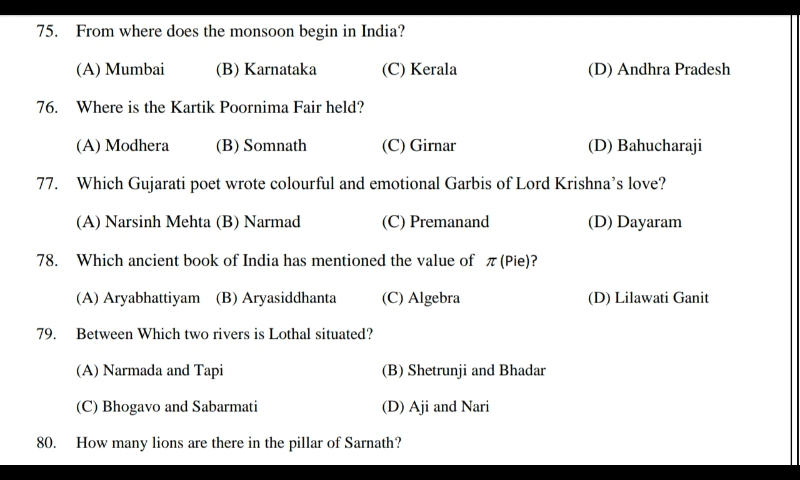 75. From where does the monsoon begin in India?
(A) Mumbai (B) Karnataka (C) Kerala (D) Andhra Pradesh
76. Where is the Kartik Poornima Fair held?
(A) Modhera (B) Somnath (C) Girnar (D) Bahucharaji
77. Which Gujarati poet wrote colourful and emotional Garbis of Lord Krishna’s love?
(A) Narsinh Mehta (B) Narmad (C) Premanand (D) Dayaram
78. Which ancient book of India has mentioned the value of π (Pie)?
(A) Aryabhattiyam (B) Aryasiddhanta (C) Algebra (D) Lilawati Ganit
79. Between Which two rivers is Lothal situated?
(A) Narmada and Tapi (B) Shetrunji and Bhadar
(C) Bhogavo and Sabarmati (D) Aji and Nari
80. How many lions are there in the pillar of Sarnath?